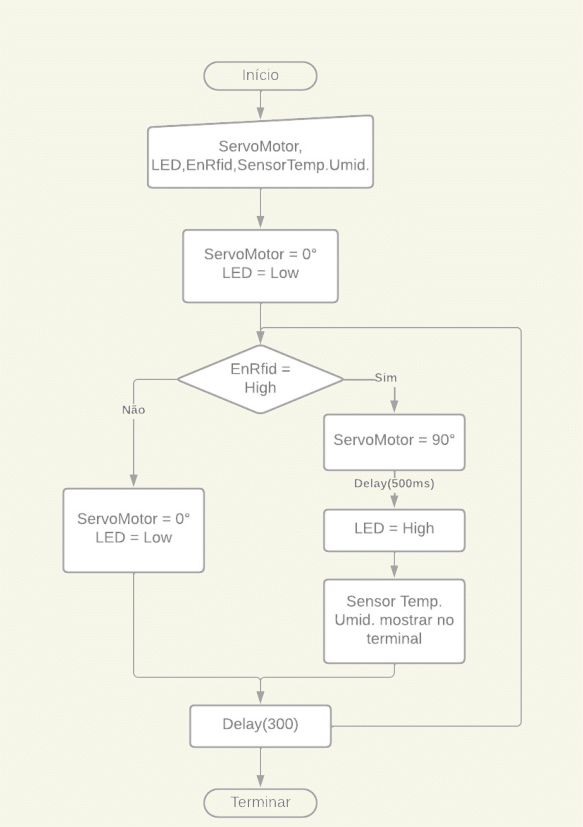 Início
ServoMotor,
LED,EnRfid,SensorTemp.Umid.
ServoMotor = 0°
LED = Low
EnRfid =
High
Sim
Não
ServoMotor = 90°
Delay(500ms)
ServoMotor = 0°
LED = Low
LED = High
Sensor Temp.
Umid. mostrar no
terminal
Delay(300)
Terminar